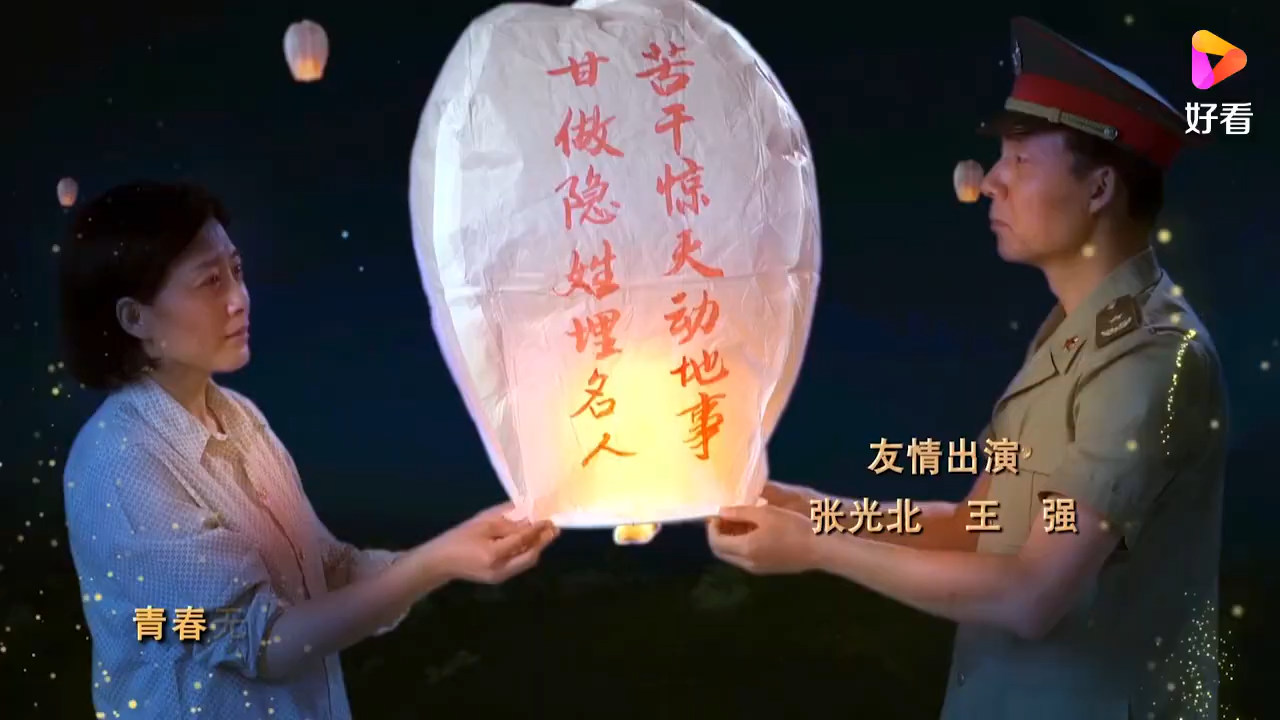 苦干惊天动地事
甘做隐姓埋名人
好看
友情出演
张光北 王 强
青春无